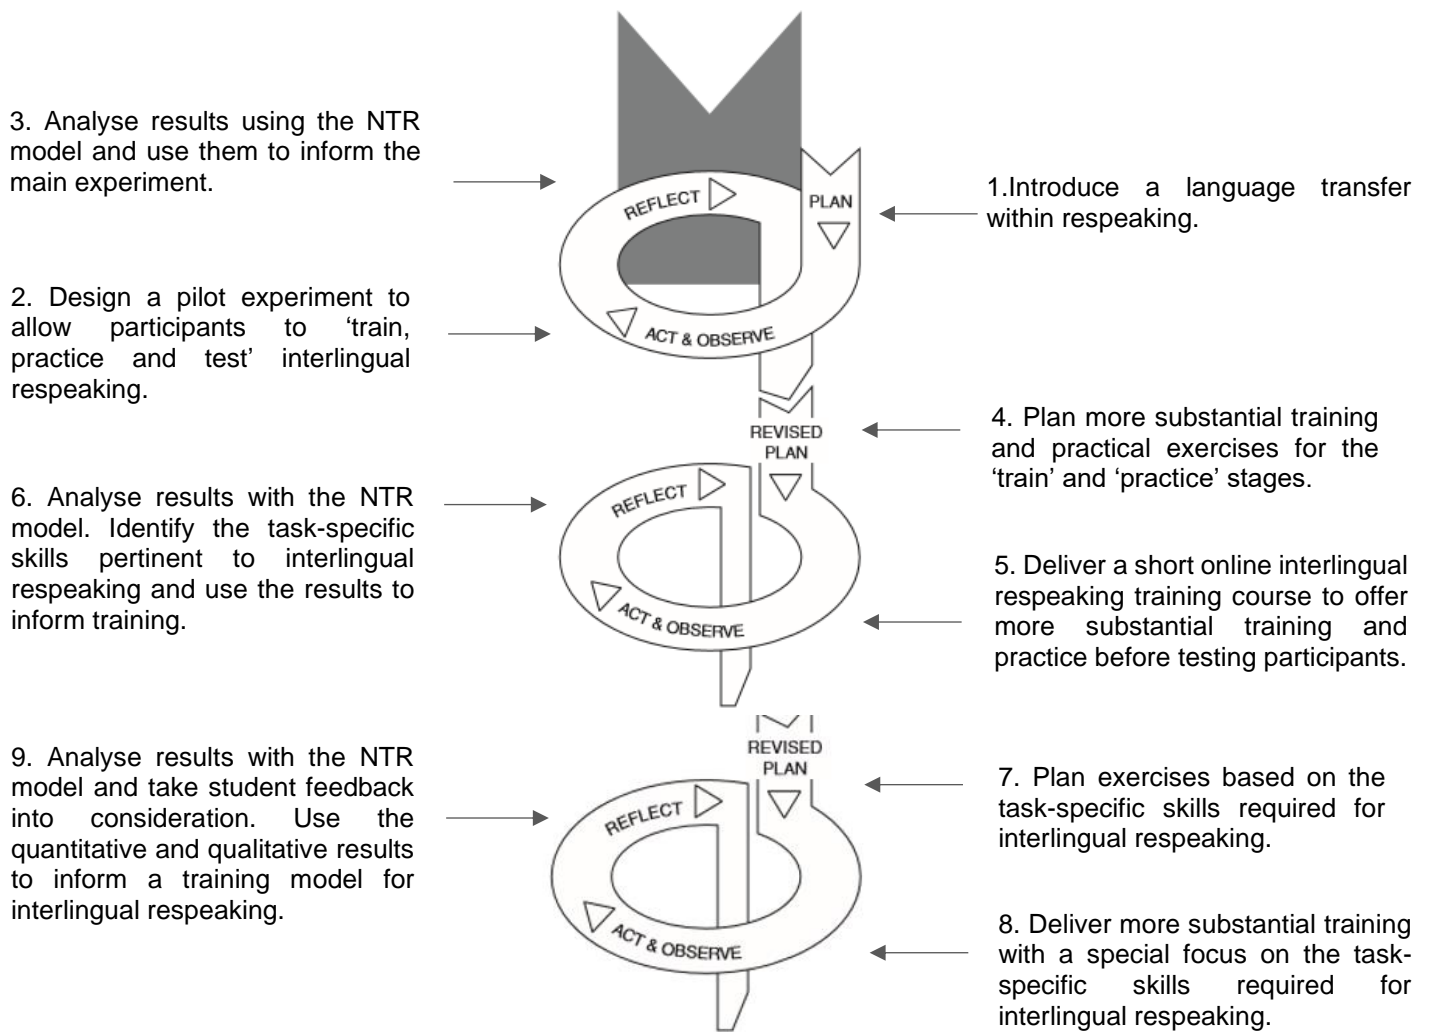 3. Analyse results using the NTR
model and use them to inform the
main experiment.
REFLECT
PLAN
1.Introduce a language transfer
within respeaking.
2. Design a pilot experiment to
allow participants to ‘train,
practice and test’ interlingual
respeaking.
ACT & OBSERVE
4. Plan more substantial training
and practical exercises for the
‘train’ and ‘practice’ stages.
REVISED
PLAN
6. Analyse results with the NTR
model. Identify the task-specific
skills pertinent to interlingual
respeaking and use the results to
inform training.
REFLECT
ACT & OBSERVE
5. Deliver a short online interlingual
respeaking training course to offer
more substantial training and
practice before testing participants.
REVISED
PLAN
9. Analyse results with the NTR
model and take student feedback
into consideration. Use the
quantitative and qualitative results
to inform a training model for
interlingual respeaking.
REFLECT
7. Plan exercises based on the
task-specific skills required for
interlingual respeaking.
ACT & OBSERVE
8. Deliver more substantial training
with a special focus on the task-
specific skills required for
interlingual respeaking.